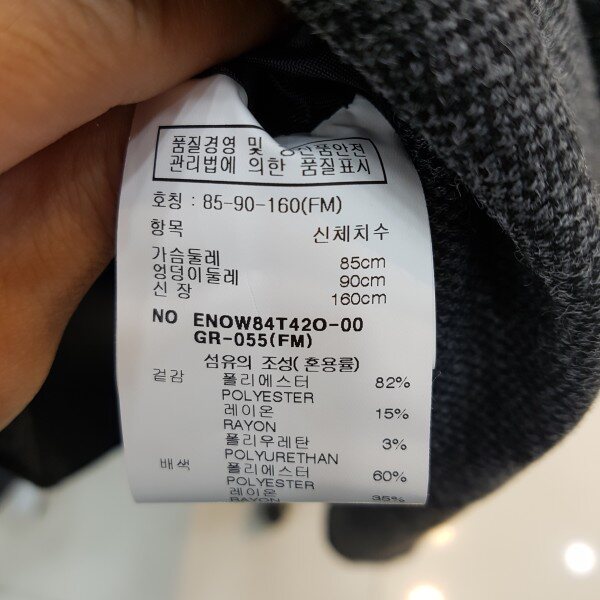 품질경영 및 공산품안전
관리법에 의한 품질표시
호칭 : 85-90-160(FM)
항목 신체치수
가슴둘레 85cm
엉덩이둘레 90cm
신 장 160cm
NO ENOW84T42O-00
GR-055(FM)
섬유의 조성( 혼용률)
겉감 폴리에스터 82%
POLYESTER
레이온 15%
RAYON
폴리우레탄 3%
POLYURETHAN
배색 폴리에스터 60%
POLYESTER
레이온 35%
RAYON